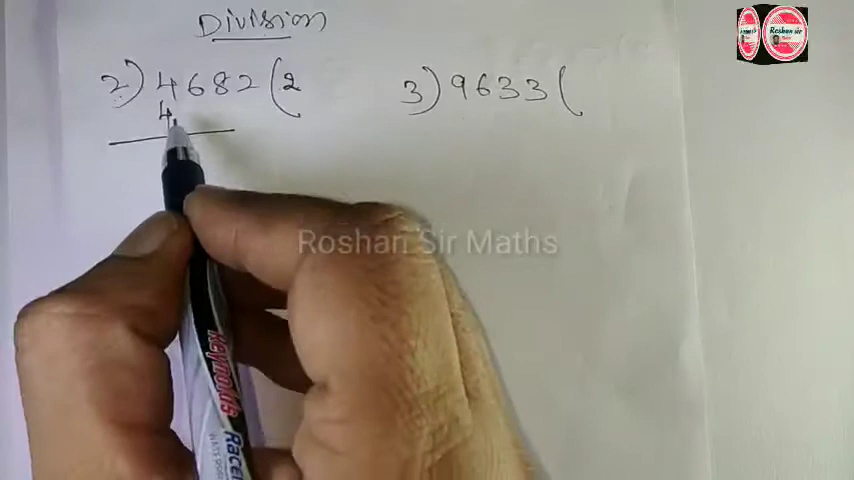 Division
2)4682(2
4
3)9633(
Roshan Sir Maths
Roshan sir
Reynolds
Racer